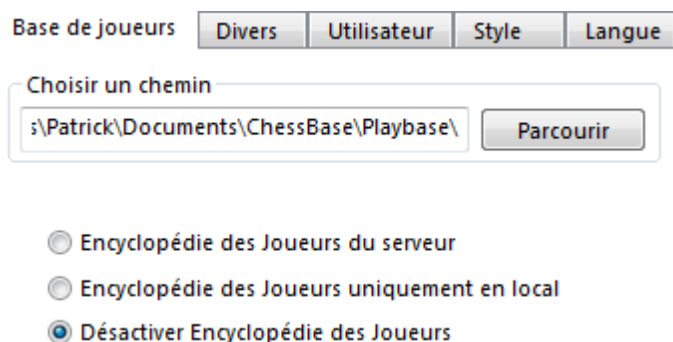 Base de joueurs Divers Utilisateur Style Langue
Choisir un chemin
s\Patrick\Documents\ChessBase\Playbase\ Parcourir
Encyclopédie des Joueurs du serveur
Encyclopédie des Joueurs uniquement en local
Désactiver Encyclopédie des Joueurs